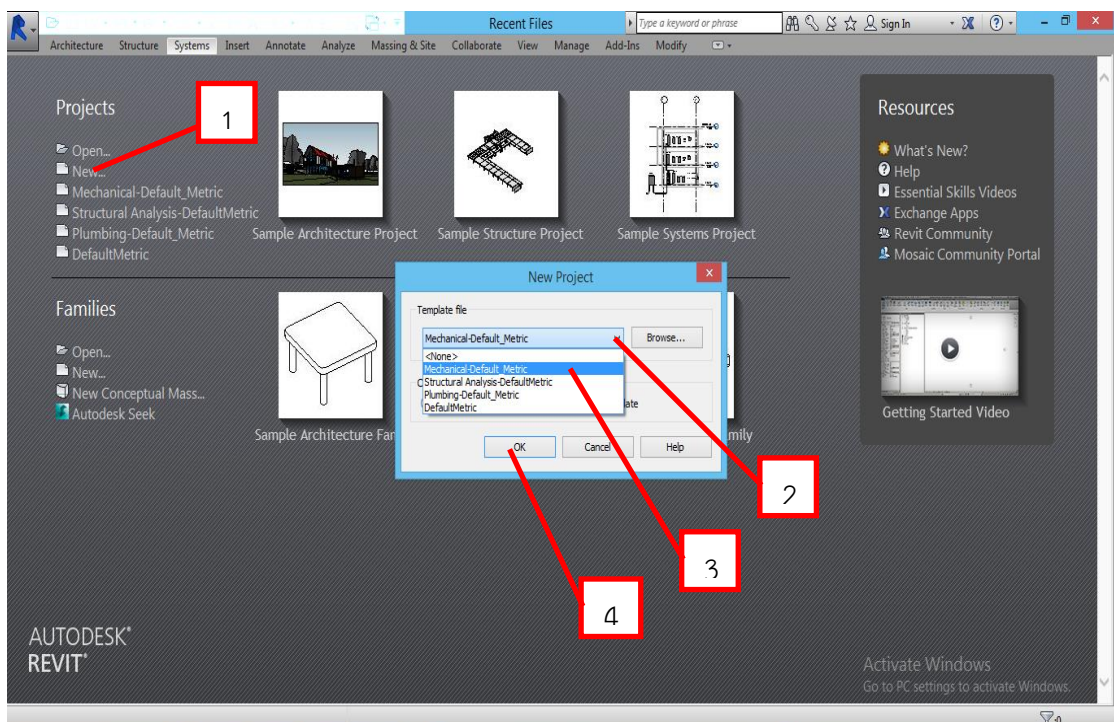 Recent Files
Type a keyword or phrase
Sign In
Architecture Structure Systems Insert Annotate Analyze Massing & Site Collaborate View Manage Add-Ins Modify
Projects
Open...
New...
Mechanical-Default_Metric
Structural Analysis-DefaultMetric
Plumbing-Default_Metric
DefaultMetric
1
Sample Architecture Project
Sample Structure Project
Sample Systems Project
Resources
What's New?
Help
Essential Skills Videos
Exchange Apps
Revit Community
Mosaic Community Portal
Families
Open...
New...
New Conceptual Mass...
Autodesk Seek
Sample Architecture Fam
mily
New Project
Template file
Mechanical-Default_Metric
Browse...
<None>
Mechanical-Default_Metric
Structural Analysis-DefaultMetric
Plumbing-Default_Metric
DefaultMetric
late
OK Cancel Help
Getting Started Video
2
3
4
AUTODESK®
REVIT®
Activate Windows
Go to PC settings to activate Windows.